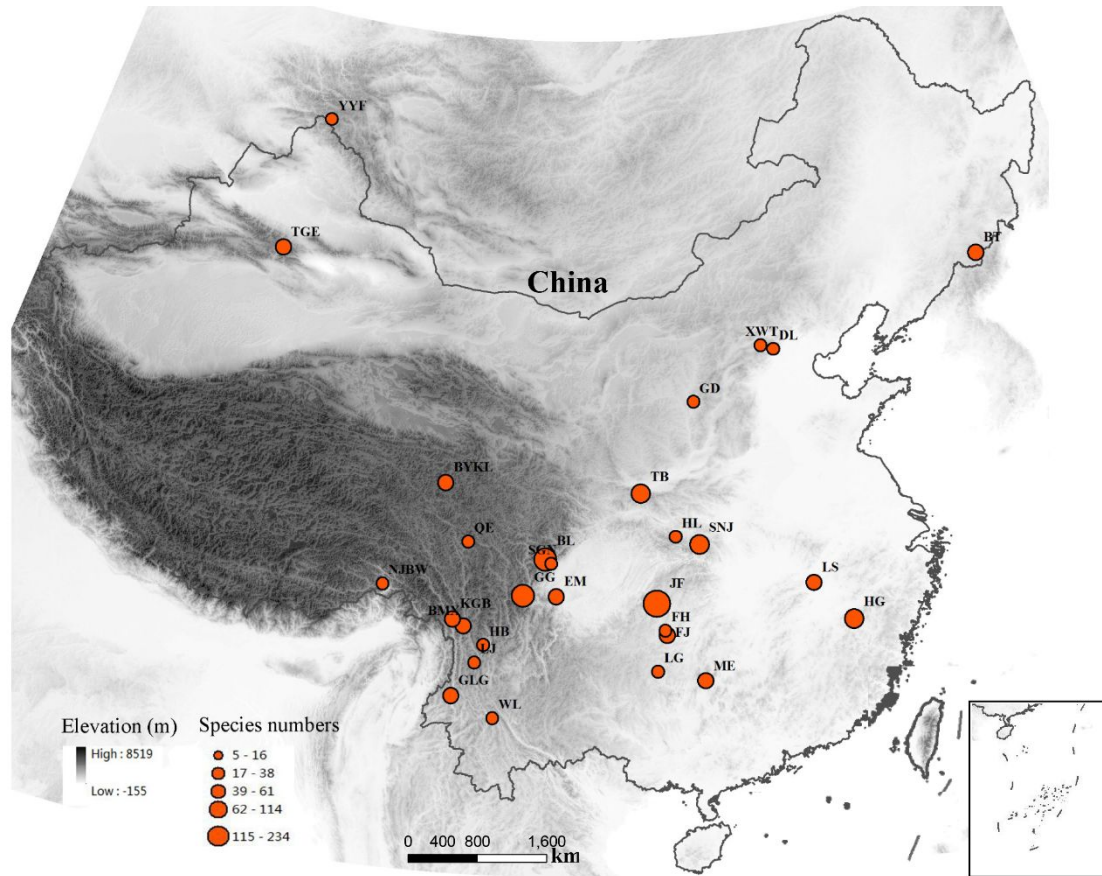 YYF
TGE
China
BT
XWT
DL
GD
BYKL
TB
QE
HL
SNJ
BL
SGN
NJBW
GG
EM
JF
LS
HG
BMX
KGB
FH
HB
FJ
LJ
LG
ME
GLG
WL
Elevation (m)
High : 8519
Low : -155
Species numbers
5 - 16
17 - 38
39 - 61
62 - 114
115 - 234
0 400 800 1,600
km